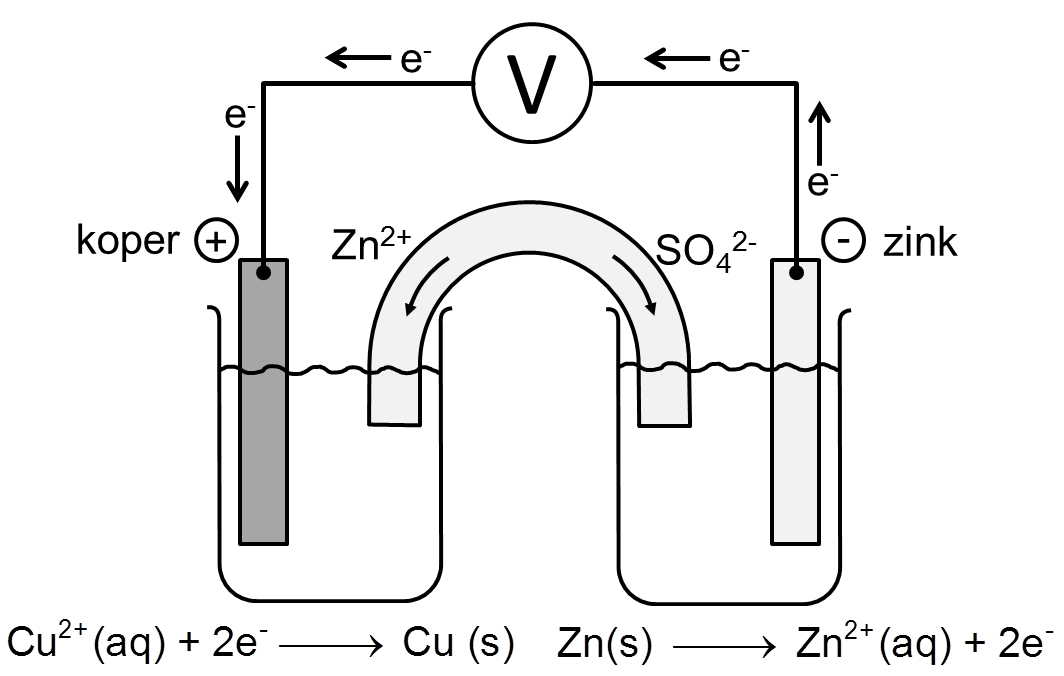 V
e⁻
e⁻
e⁻
e⁻
koper +
Zn²⁺
SO₄²⁻
- zink
Cu²⁺(aq) + 2e⁻ ⟶ Cu (s)
Zn(s) ⟶ Zn²⁺(aq) + 2e⁻